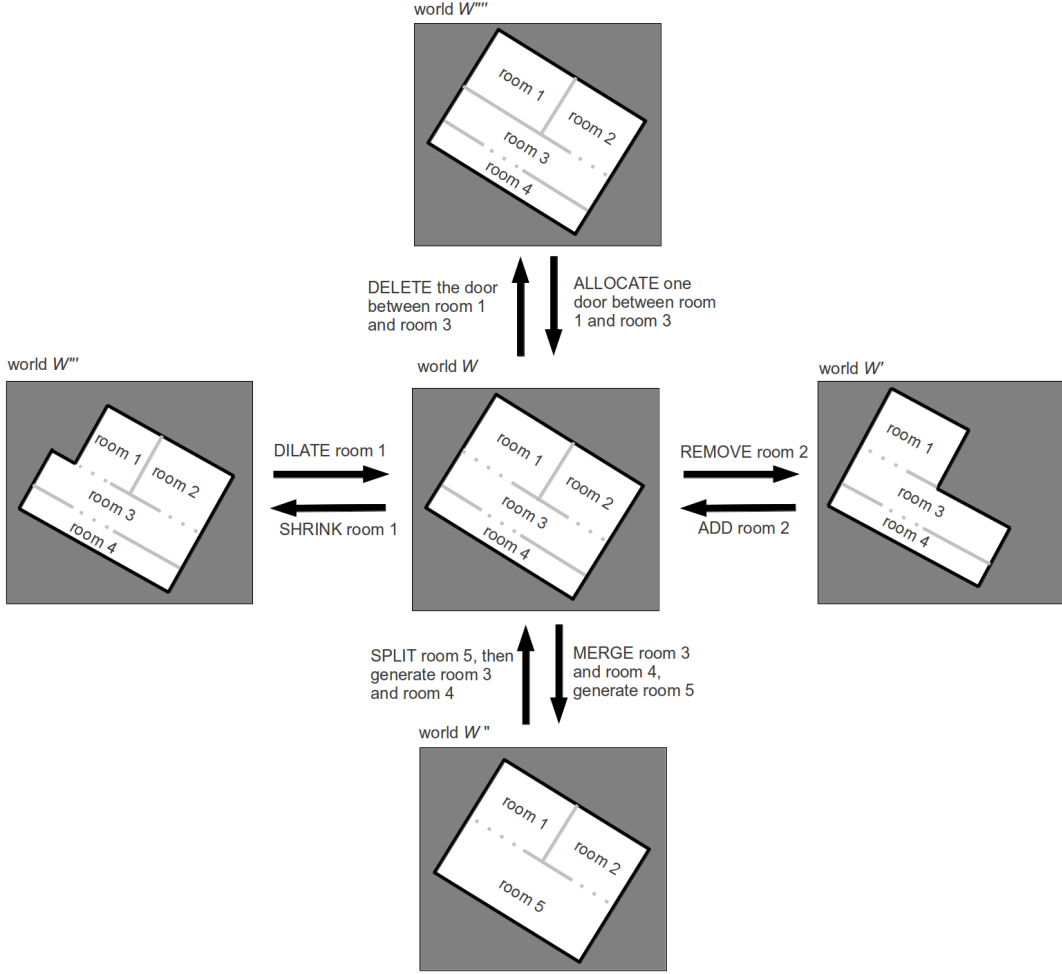 world W''''
room 1
room 2
room 3
room 4
DELETE the door
between room 1
and room 3
ALLOCATE one
door between room
1 and room 3
world W'''
room 1
room 2
room 3
room 4
DILATE room 1
SHRINK room 1
world W
room 1
room 2
room 3
room 4
REMOVE room 2
ADD room 2
world W'
room 1
room 3
room 4
SPLIT room 5, then
generate room 3
and room 4
MERGE room 3
and room 4,
generate room 5
world W "
room 1
room 2
room 5